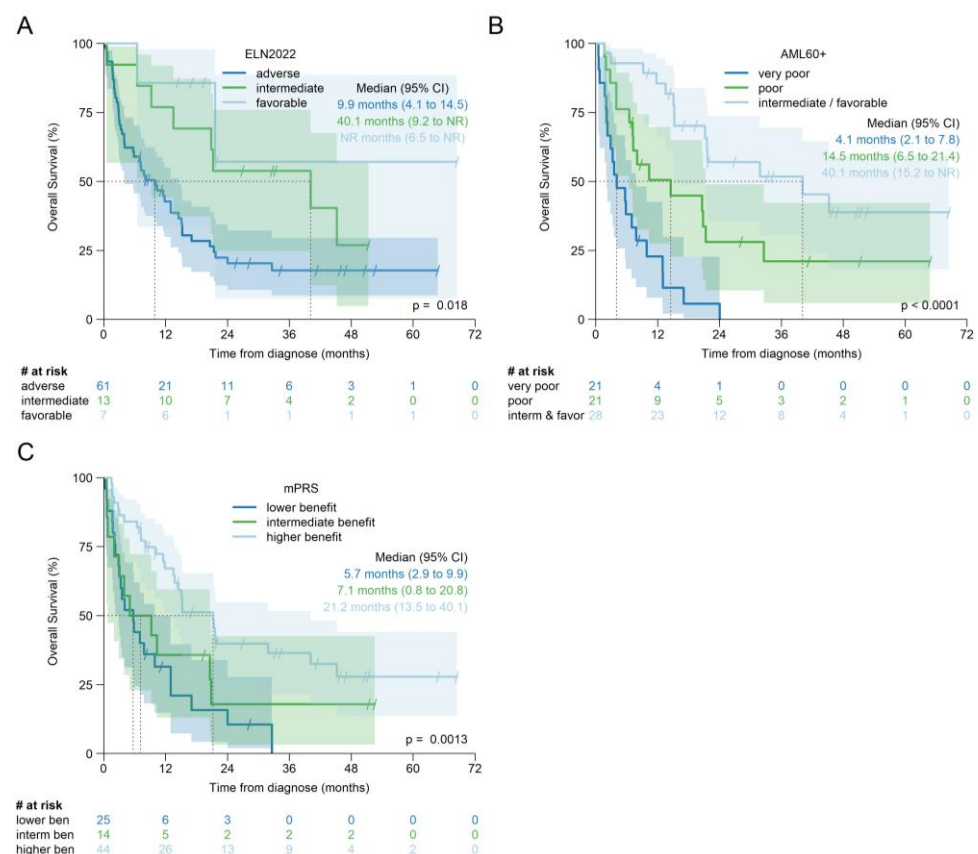 A
ELN2022
adverse
intermediate
favorable
Median (95% CI)
9.9 months (4.1 to 14.5)
40.1 months (9.2 to NR)
NR months (6.5 to NR)
Overall Survival (%)
100
75
50
25
0
p = 0.018
0 12 24 36 48 60 72
Time from diagnose (months)
# at risk
adverse 61 21 11 6 3 1 0
intermediate 13 10 7 4 2 0 0
favorable 7 6 1 1 1 1 0
B
AML60+
very poor
poor
intermediate / favorable
Median (95% CI)
4.1 months (2.1 to 7.8)
14.5 months (6.5 to 21.4)
40.1 months (15.2 to NR)
Overall Survival (%)
100
75
50
25
0
p < 0.0001
0 12 24 36 48 60 72
Time from diagnose (months)
# at risk
very poor 21 4 1 0 0 0 0
poor 21 9 5 3 2 1 0
interm & favor 28 23 12 8 4 1 0
C
mPRS
lower benefit
intermediate benefit
higher benefit
Median (95% CI)
5.7 months (2.9 to 9.9)
7.1 months (0.8 to 20.8)
21.2 months (13.5 to 40.1)
Overall Survival (%)
100
75
50
25
0
p = 0.0013
0 12 24 36 48 60 72
Time from diagnose (months)
# at risk
lower ben 25 6 3 0 0 0 0
interm ben 14 5 2 2 2 0 0
higher ben 44 26 13 9 4 2 0